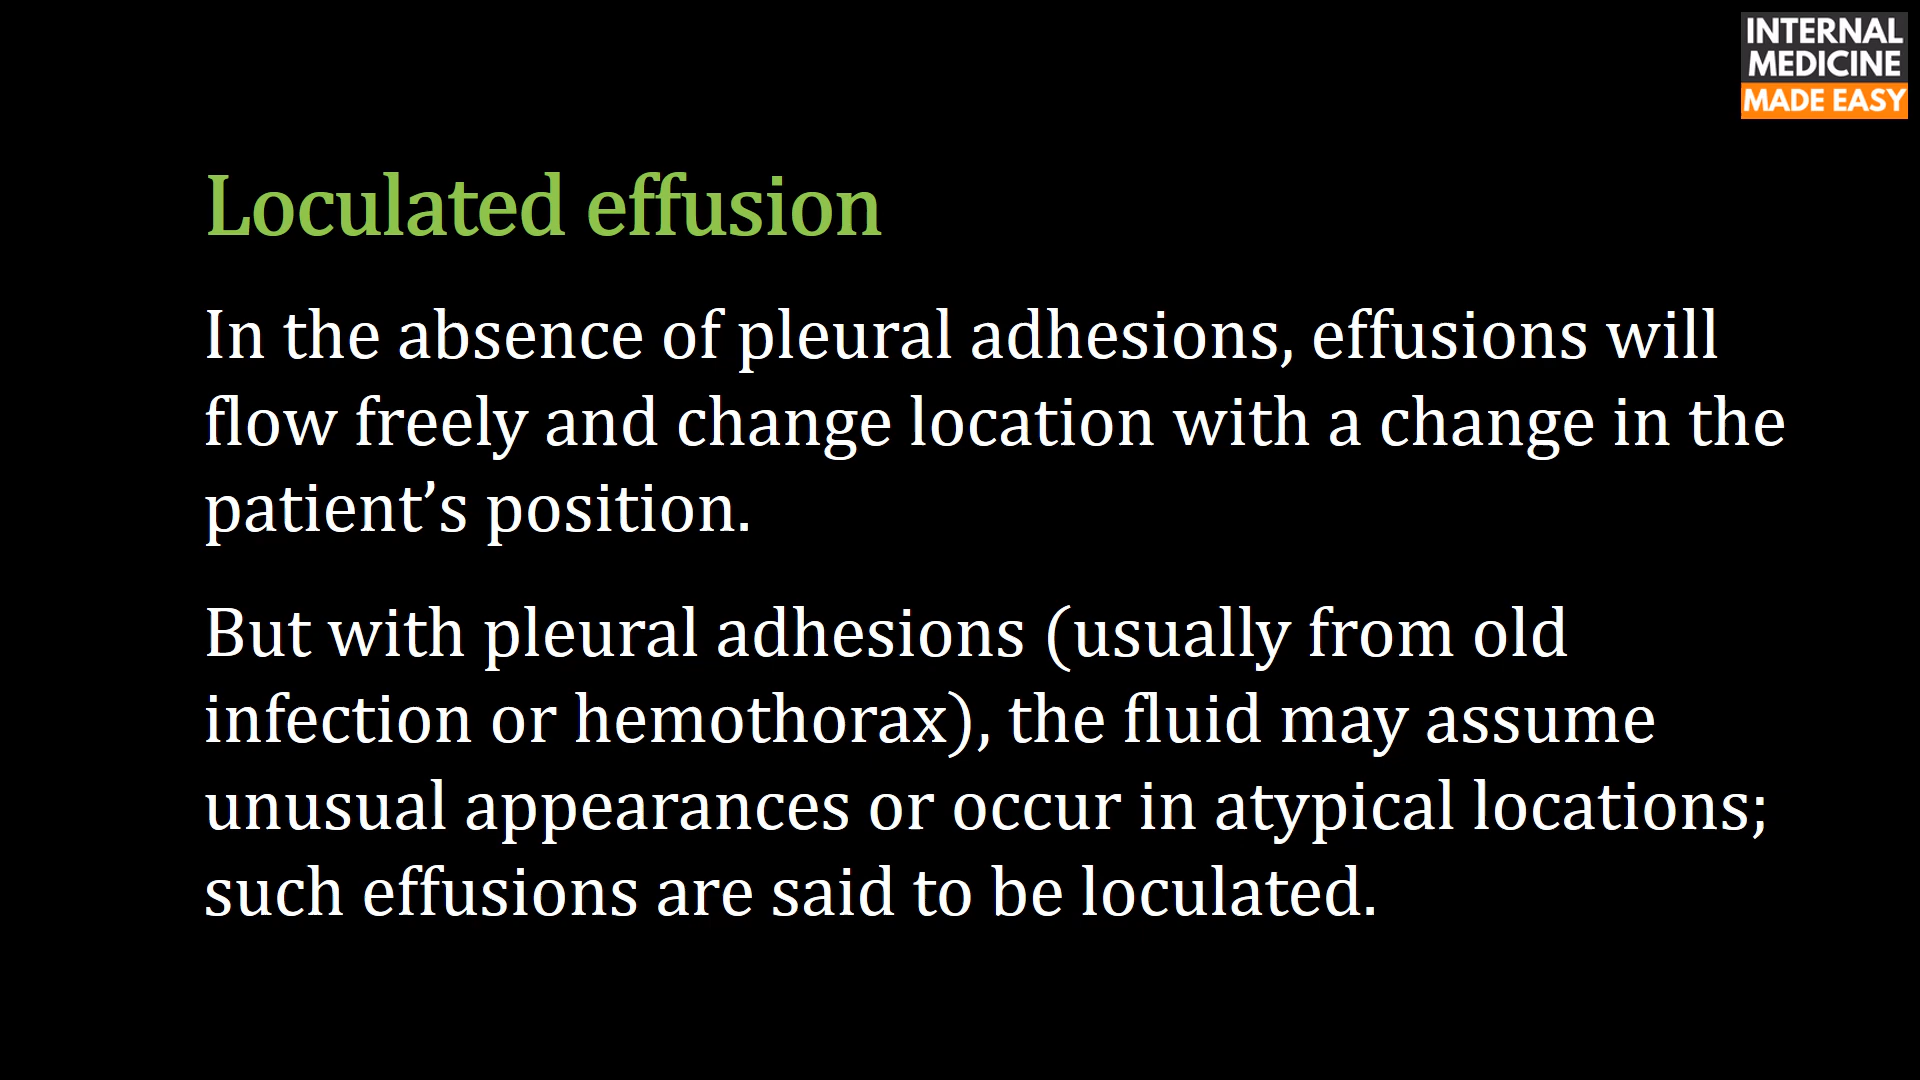 INTERNAL
MEDICINE
MADE EASY
Loculated effusion
In the absence of pleural adhesions, effusions will
flow freely and change location with a change in the
patient’s position.
But with pleural adhesions (usually from old
infection or hemothorax), the fluid may assume
unusual appearances or occur in atypical locations;
such effusions are said to be loculated.